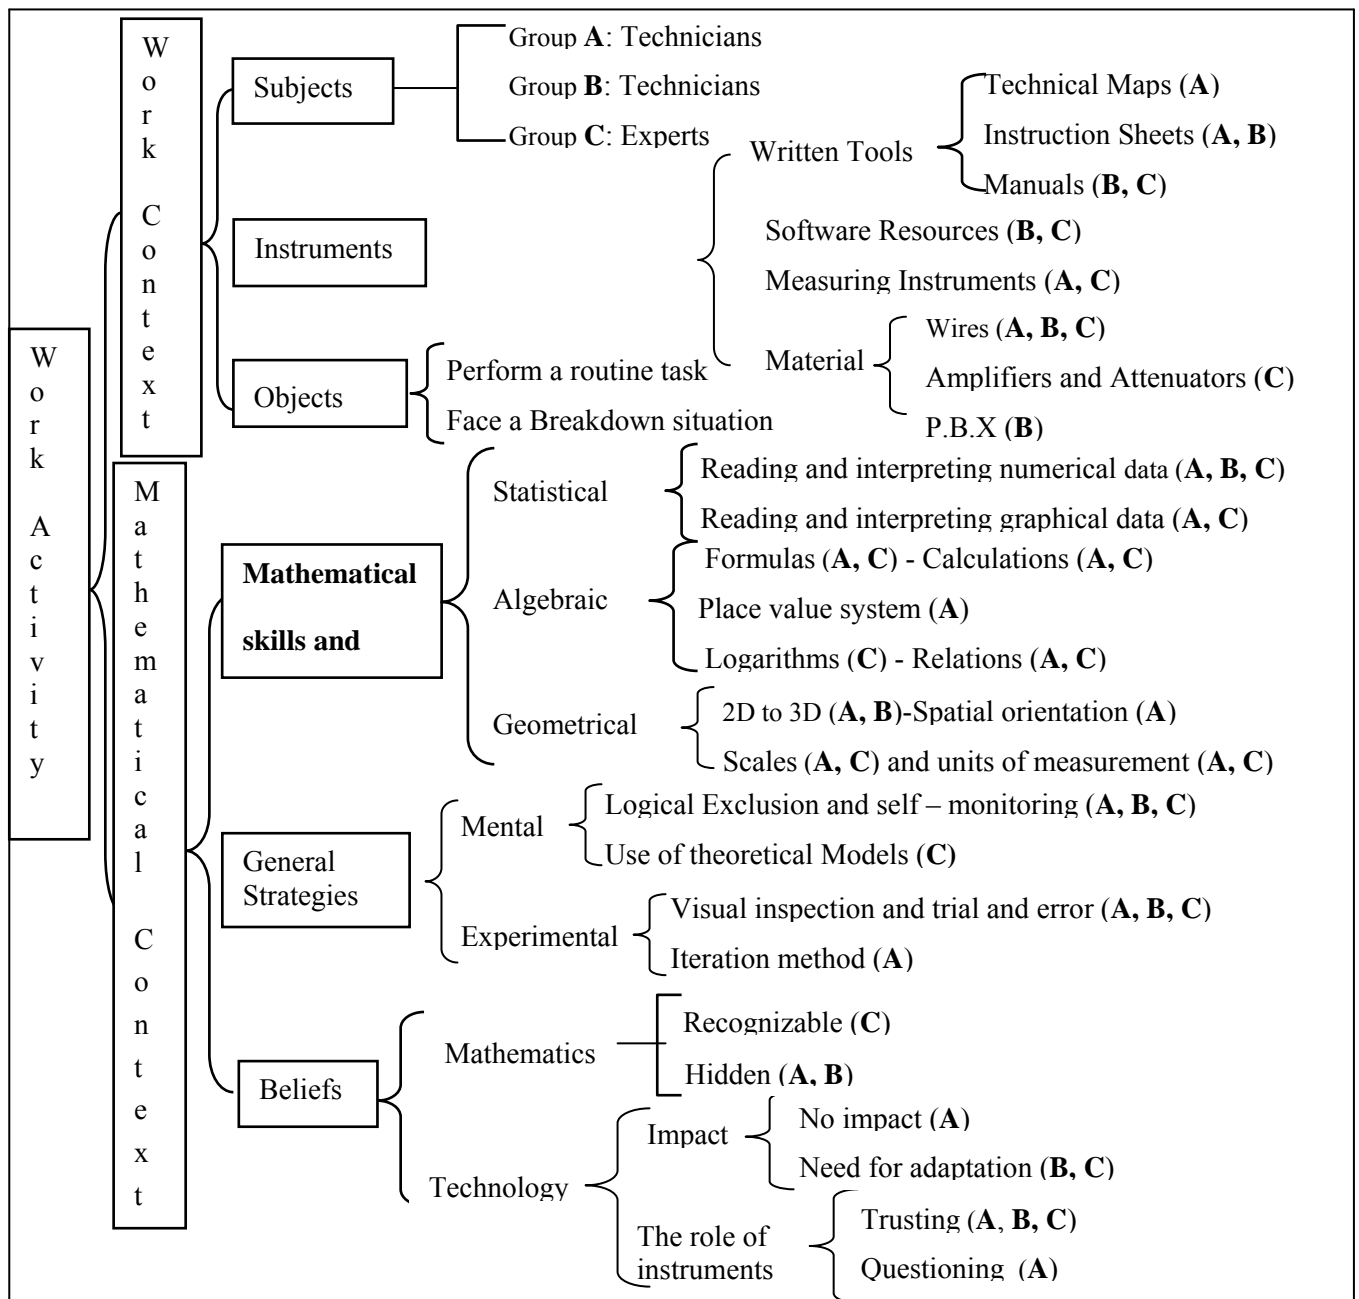 Work Activity
Work Context
Subjects
Group A: Technicians
Group B: Technicians
Group C: Experts
Instruments
Written Tools
Technical Maps (A)
Instruction Sheets (A, B)
Manuals (B, C)
Software Resources (B, C)
Measuring Instruments (A, C)
Material
Wires (A, B, C)
Amplifiers and Attenuators (C)
P.B.X (B)
Objects
Perform a routine task
Face a Breakdown situation
Mathematical Context
Mathematical
skills and
Statistical
Reading and interpreting numerical data (A, B, C)
Reading and interpreting graphical data (A, C)
Algebraic
Formulas (A, C) - Calculations (A, C)
Place value system (A)
Logarithms (C) - Relations (A, C)
Geometrical
2D to 3D (A, B)-Spatial orientation (A)
Scales (A, C) and units of measurement (A, C)
General
Strategies
Mental
Logical Exclusion and self – monitoring (A, B, C)
Use of theoretical Models (C)
Experimental
Visual inspection and trial and error (A, B, C)
Iteration method (A)
Beliefs
Mathematics
Recognizable (C)
Hidden (A, B)
Technology
Impact
No impact (A)
Need for adaptation (B, C)
The role of
instruments
Trusting (A, B, C)
Questioning (A)